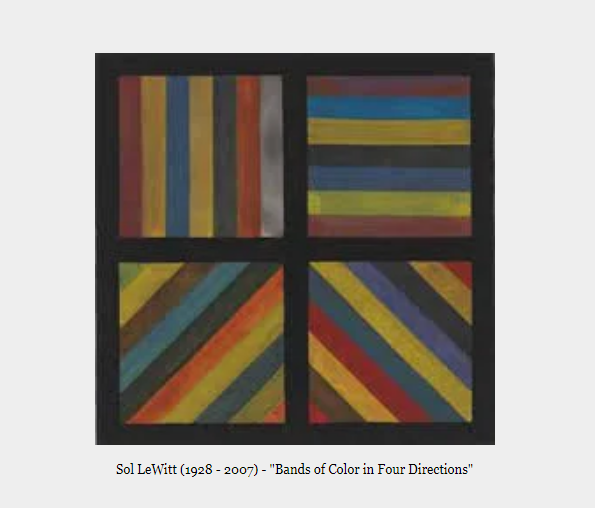 Sol LeWitt (1928 - 2007) - "Bands of Color in Four Directions"